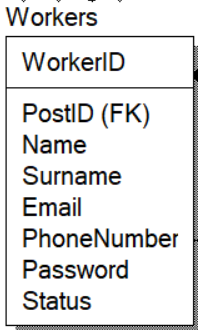 Workers
WorkerID
PostID (FK)
Name
Surname
Email
PhoneNumber
Password
Status